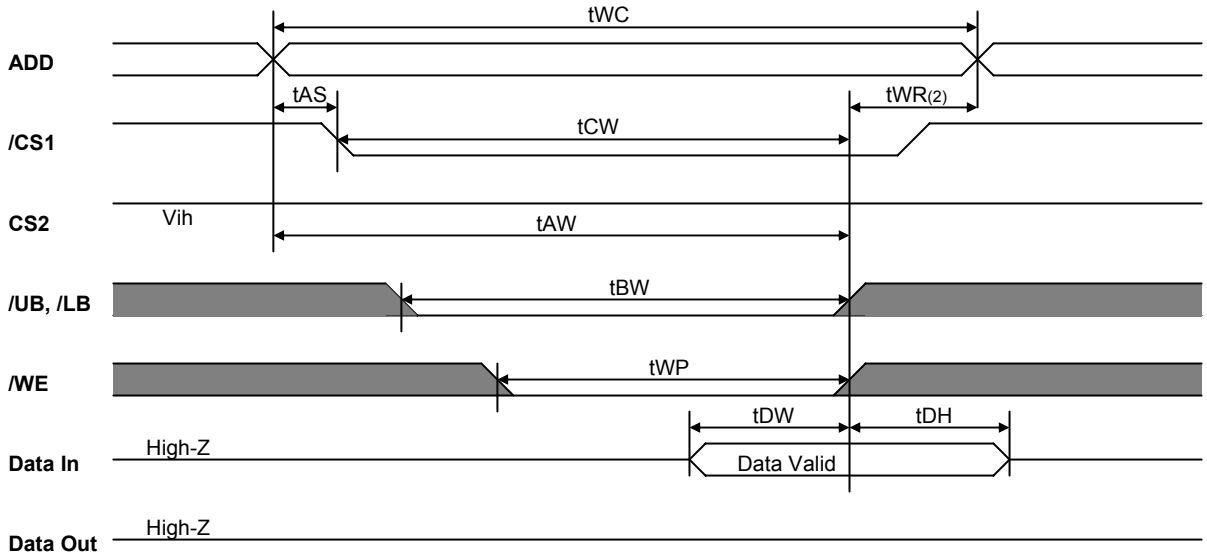 tWC
ADD
tAS
tWR(2)
/CS1
tCW
CS2
Vih
tAW
/UB, /LB
tBW
/WE
tWP
tDW
tDH
Data In
High-Z
Data Valid
Data Out
High-Z